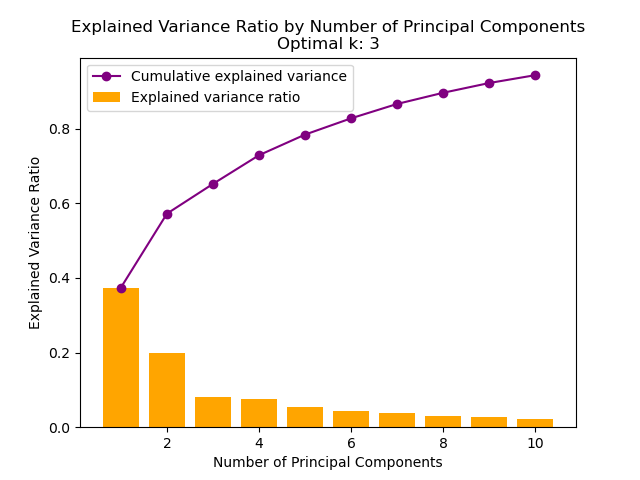 Explained Variance Ratio by Number of Principal Components
Optimal k: 3
Cumulative explained variance
Explained variance ratio
Explained Variance Ratio
0.8
0.6
0.4
0.2
0.0
2 4 6 8 10
Number of Principal Components